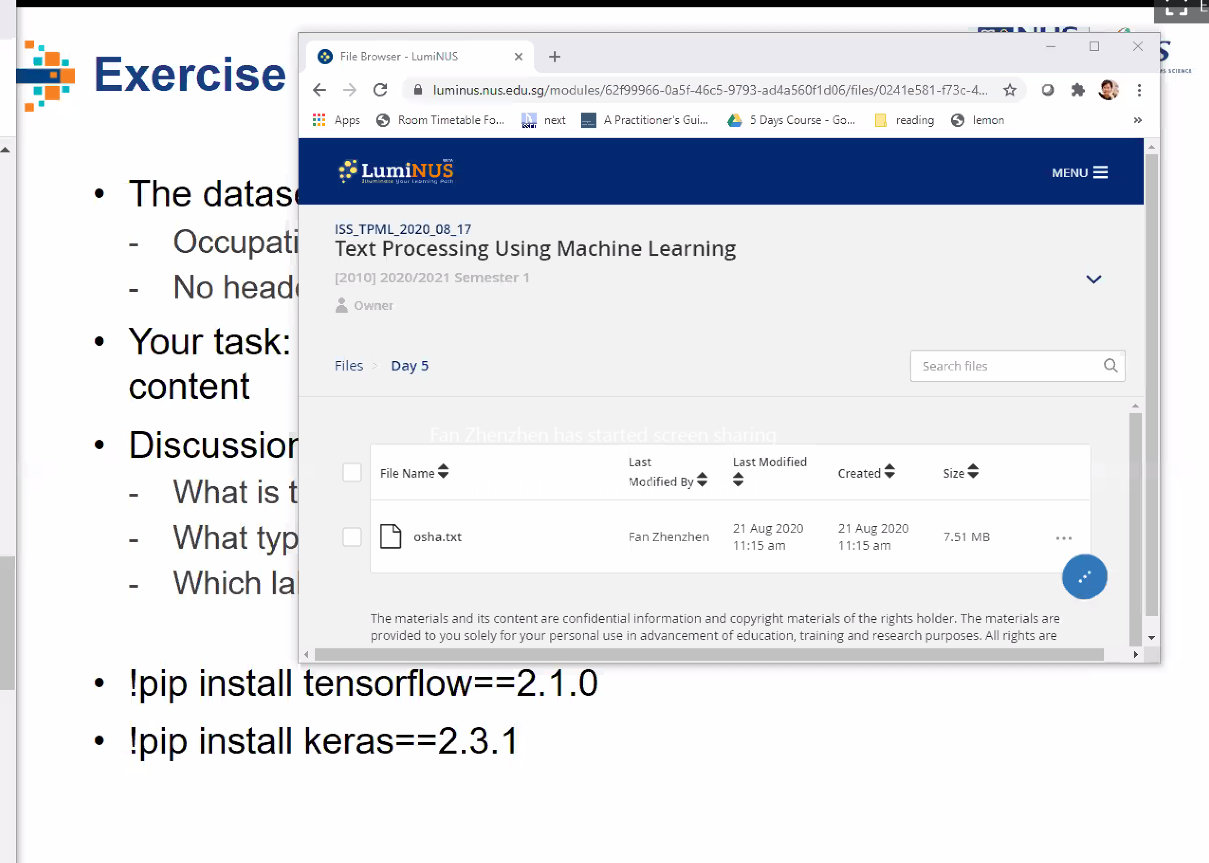 Exercise
File Browser - LumiNUS
luminus.nus.edu.sg/modules/62f99966-0a5f-46c5-9793-ad4a560f1d06/files/0241e581-f73c-4...
Apps Room Timetable Fo... next A Practitioner's Gui... 5 Days Course - Go... reading lemon »
LumiNUS
BETA
Illuminate Your Learning Path
MENU
ISS_TPML_2020_08_17
Text Processing Using Machine Learning
[2010] 2020/2021 Semester 1
Owner
Files > Day 5
Search files
Fan Zhenzhen has started screen sharing
File Name Last Modified By Last Modified Created Size
osha.txt Fan Zhenzhen 21 Aug 2020 11:15 am 21 Aug 2020 11:15 am 7.51 MB
The materials and its content are confidential information and copyright materials of the rights holder. The materials are
provided to you solely for your personal use in advancement of education, training and research purposes. All rights are
• The datase
- Occupati
- No heade
• Your task:
content
• Discussion
- What is t
- What typ
- Which la
• !pip install tensorflow==2.1.0
• !pip install keras==2.3.1